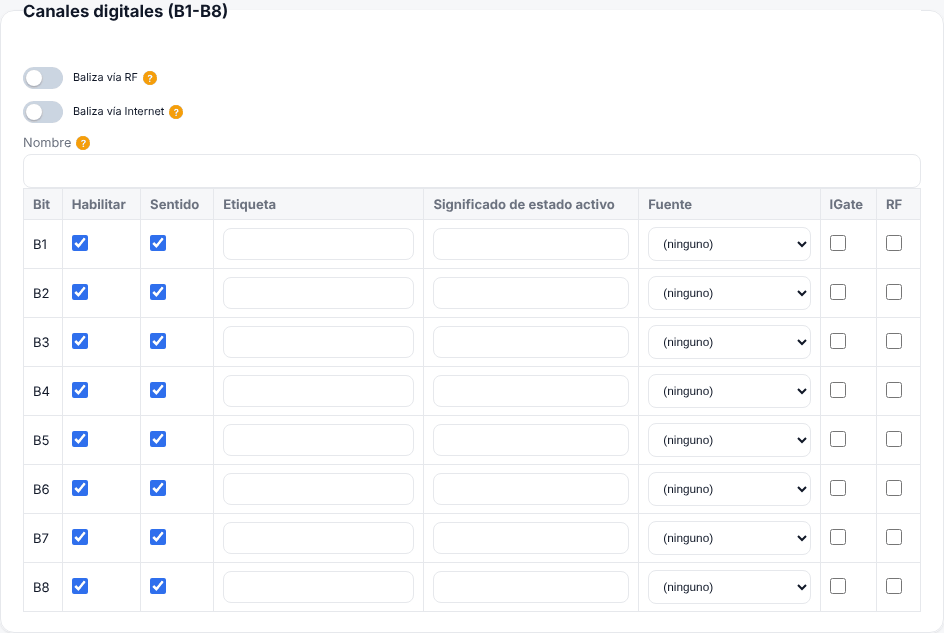 Canales digitales (B1-B8)
Baliza vía RF ?
Baliza vía Internet ?
Nombre ?
Bit Habilitar Sentido Etiqueta Significado de estado activo Fuente IGate RF
B1 (ninguno)
B2 (ninguno)
B3 (ninguno)
B4 (ninguno)
B5 (ninguno)
B6 (ninguno)
B7 (ninguno)
B8 (ninguno)